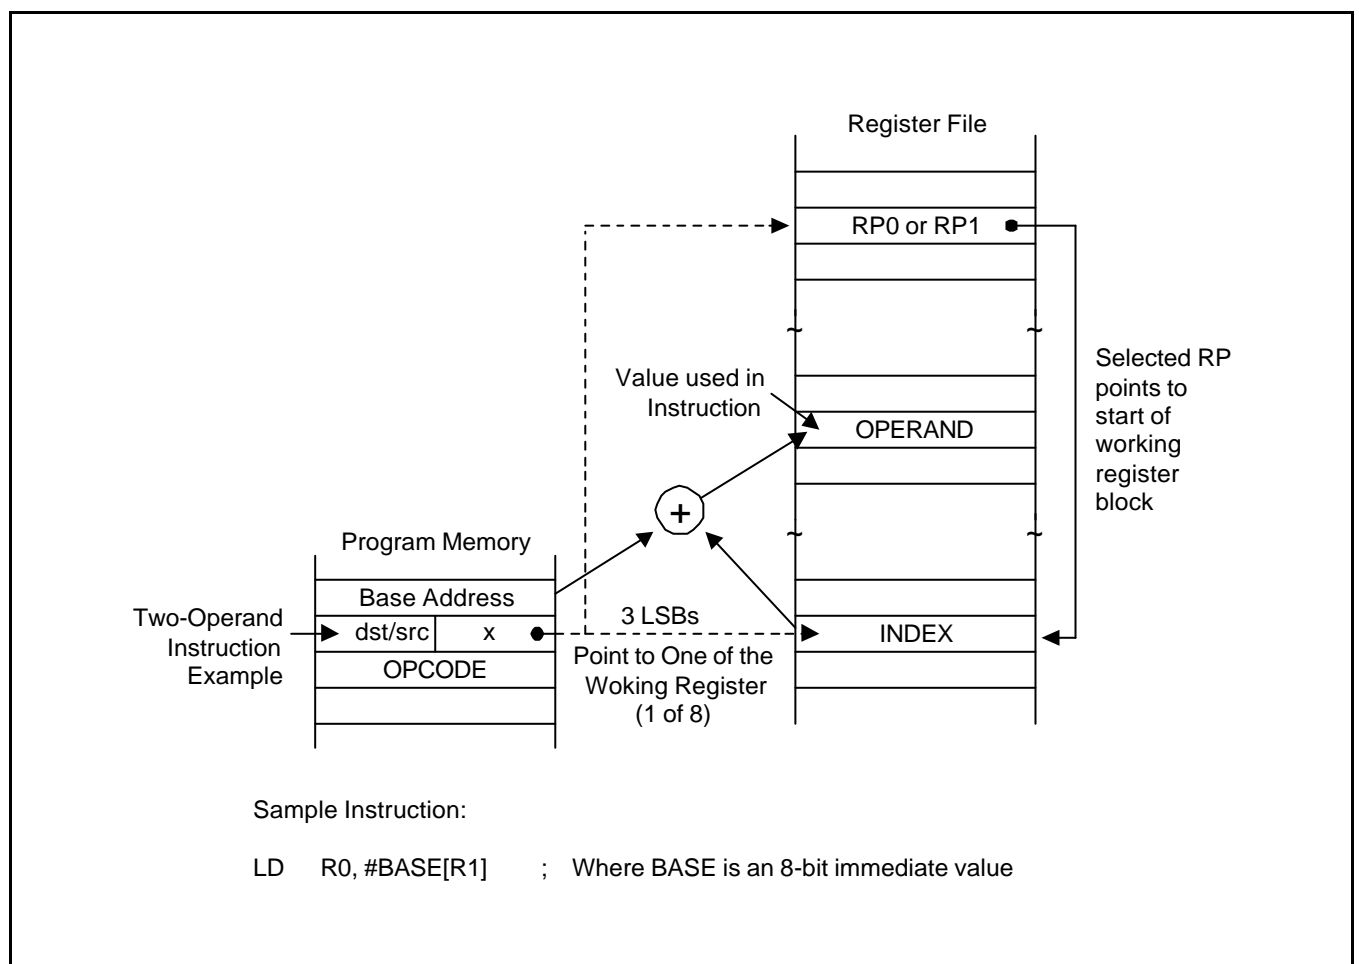 Register File
RP0 or RP1
Selected RP
points to
start of
working
register
block
Value used in
Instruction
OPERAND
+
Program Memory
Base Address
Two-Operand
Instruction
Example
dst/src
x
3 LSBs
INDEX
OPCODE
Point to One of the
Woking Register
(1 of 8)
Sample Instruction:
LD R0, #BASE[R1] ; Where BASE is an 8-bit immediate value